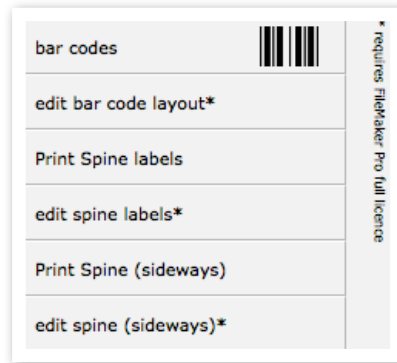 bar codes
edit bar code layout*
Print Spine labels
edit spine labels*
Print Spine (sideways)
edit spine (sideways)*
* requires FileMaker Pro full licence